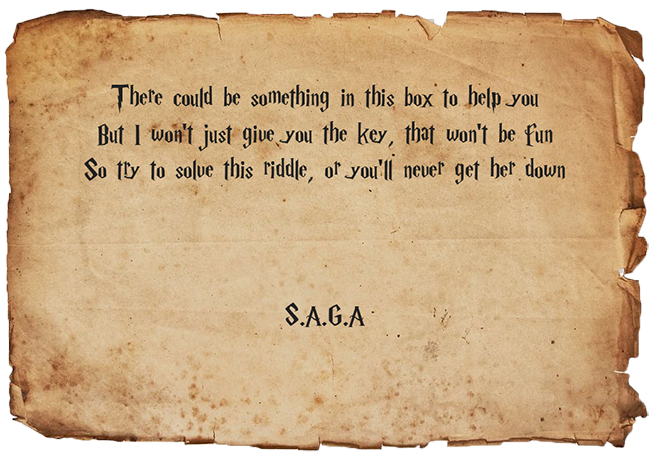 There could be something in this box to help you
But I won't just give you the key, that won't be fun
So try to solve this riddle, or you'll never get her down
S.A.G.A